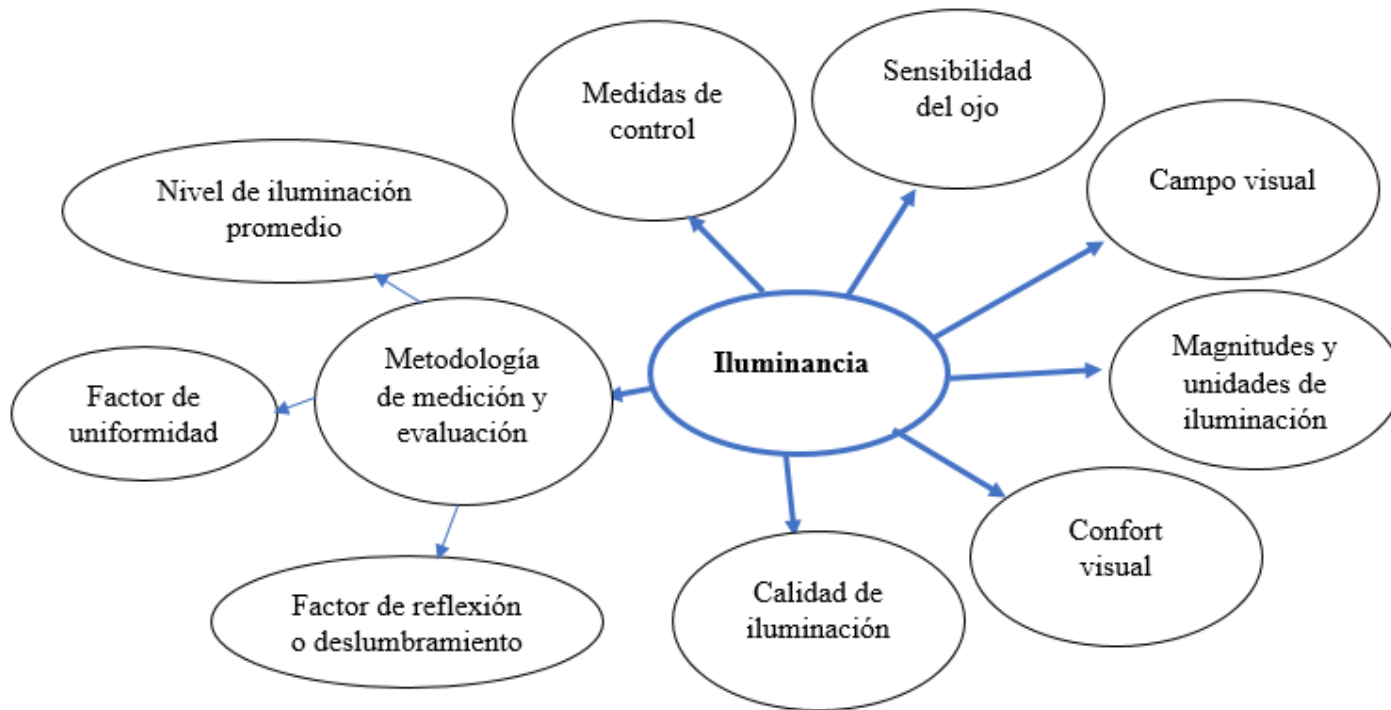 Medidas de
control
Sensibilidad
del ojo
Campo visual
Nivel de iluminación
promedio
Metodología
de medición y
evaluación
Iluminancia
Magnitudes y
unidades de
iluminación
Factor de
uniformidad
Confort
visual
Factor de reflexión
o deslumbramiento
Calidad de
iluminación